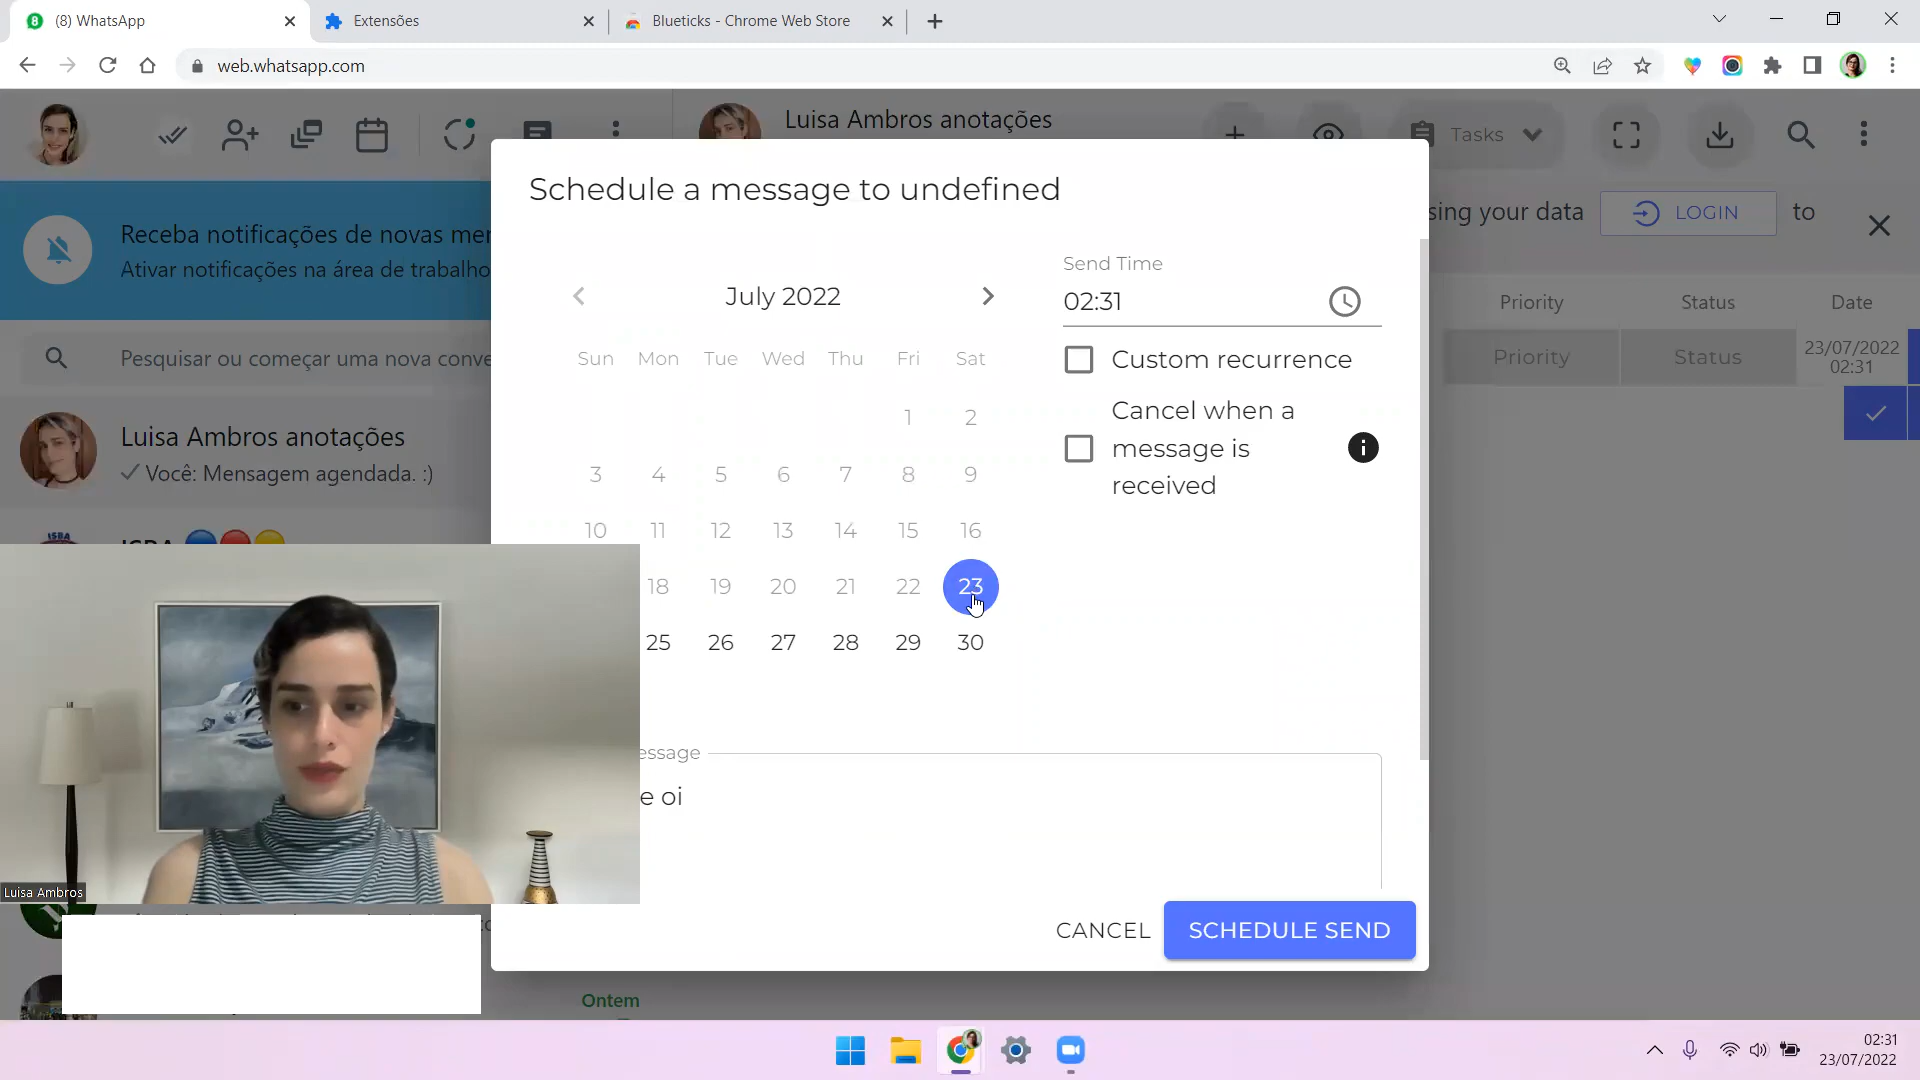 (8) WhatsApp
Extensões
Blueticks - Chrome Web Store
web.whatsapp.com
Luisa Ambros anotações
Tasks
Receba notificações de novas
Ativar notificações na área de trabalho
Pesquisar ou começar uma nova
Luisa Ambros anotações
Você: Mensagem agendada. :)
ISBA
Schedule a message to undefined
July 2022
Sun Mon Tue Wed Thu Fri Sat
1 2
3 4 5 6 7 8 9
10 11 12 13 14 15 16
18 19 20 21 22 23
25 26 27 28 29 30
Send Time
02:31
Custom recurrence
Cancel when a
message is
received
essage
e oi
CANCEL
SCHEDULE SEND
sing your data
LOGIN
to
Priority Status Date
Priority Status 23/07/2022
02:31
Luisa Ambros
Ontem
02:31
23/07/2022